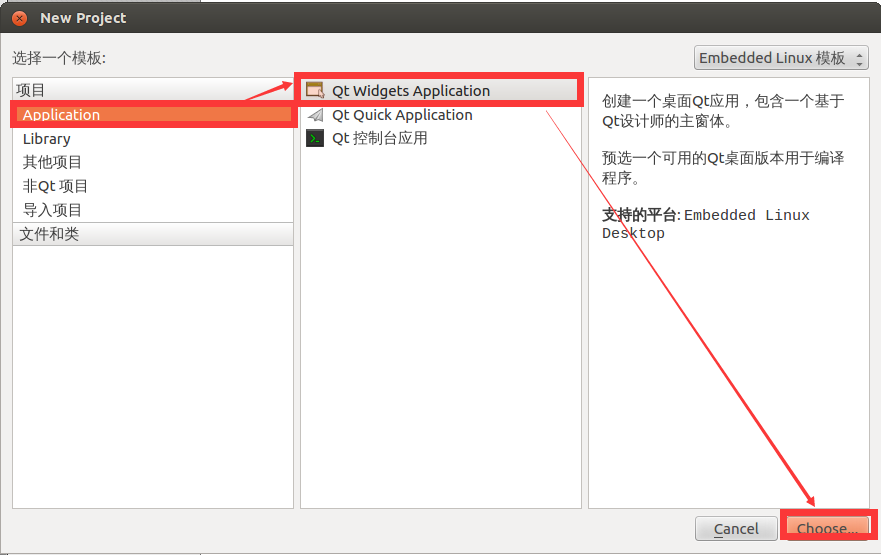 New Project
选择一个模板:
Embedded Linux 模板
项目
Application
Library
其他项目
非Qt 项目
导入项目
文件和类
Qt Widgets Application
Qt Quick Application
Qt 控制台应用
创建一个桌面Qt应用，包含一个基于
Qt设计师的主窗体。
预选一个可用的Qt桌面版本用于编译
程序。
支持的平台: Embedded Linux
Desktop
Cancel
Choose...